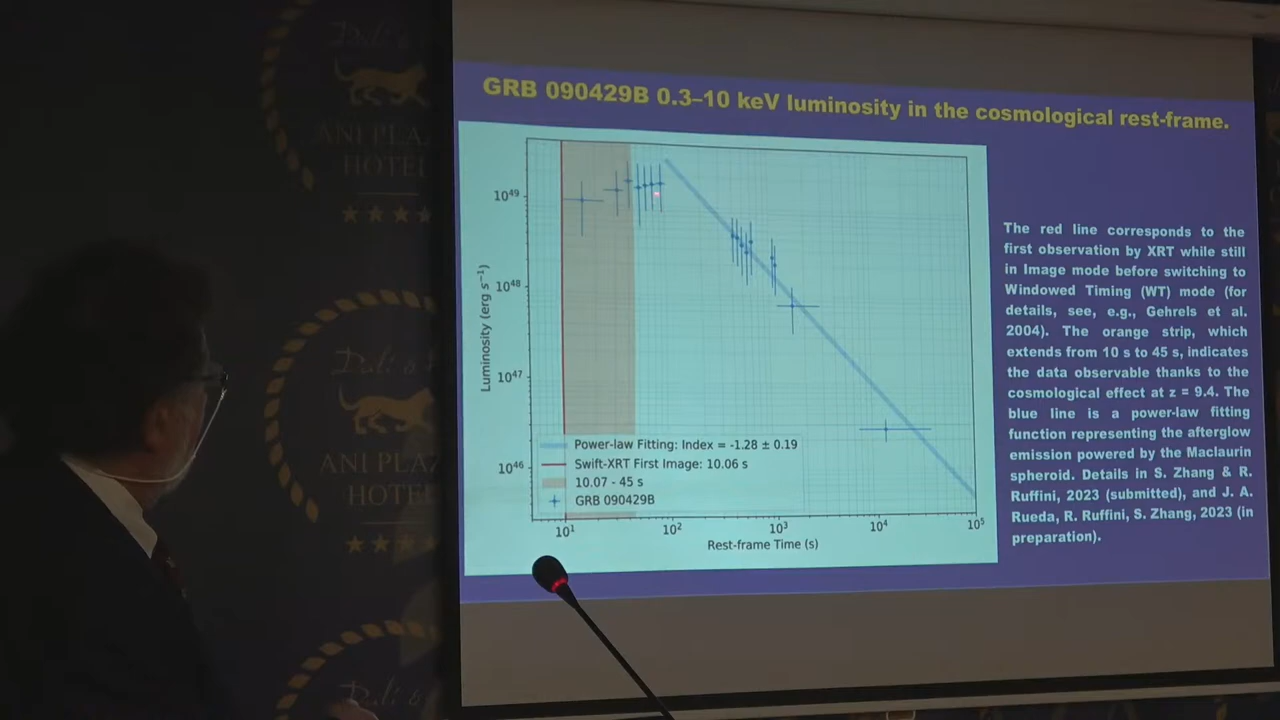 GRB 090429B 0.3–10 keV luminosity in the cosmological rest-frame.
10⁴⁹
10⁴⁸
10⁴⁷
10⁴⁶
Luminosity (erg s⁻¹)
Power-law Fitting: Index = -1.28 ± 0.19
Swift-XRT First Image: 10.06 s
10.07 - 45 s
GRB 090429B
10¹
10²
10³
10⁴
10⁵
Rest-frame Time (s)
The red line corresponds to the
first observation by XRT while still
in Image mode before switching to
Windowed Timing (WT) mode (for
details, see, e.g., Gehrels et al.
2004). The orange strip, which
extends from 10 s to 45 s, indicates
the data observable thanks to the
cosmological effect at z = 9.4. The
blue line is a power-law fitting
function representing the afterglow
emission powered by the Maclaurin
spheroid. Details in S. Zhang & R.
Ruffini, 2023 (submitted), and J. A.
Rueda, R. Ruffini, S. Zhang, 2023 (in
preparation).
ANI PLA
HOTEL
ANI PLAZ
HOTEL